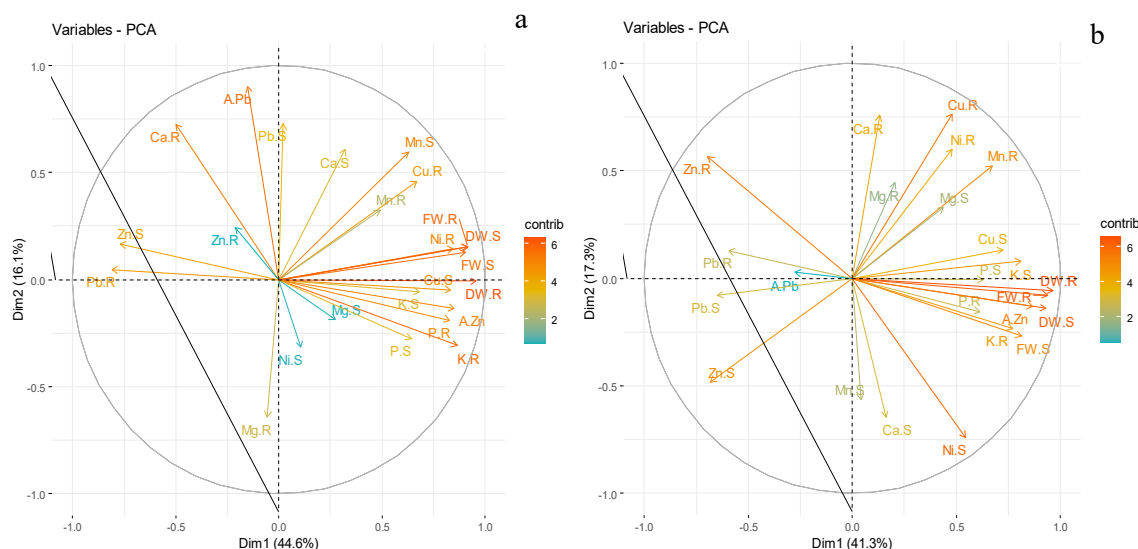 a
Variables - PCA
1.0
0.5
0.0
-0.5
-1.0
Dim2 (16.1%)
A.Pb
Ca.R
Pb.S
Ca.S
Mn.S
Cu.R
Mn.R
FW.R
DW.S
Ni.R
FW.S
Zn.S
Zn.R
Pb.R
Cu.S
DW.R
K.S
Mg.S
A.Zn
P.R
P.S
K.R
Ni.S
Mg.R
-1.0 -0.5 0.0 0.5 1.0
Dim1 (44.6%)
contrib
6
4
2
b
Variables - PCA
1.0
0.5
0.0
-0.5
-1.0
Dim2 (17.3%)
Cu.R
Ca.R
Ni.R
Mn.R
Zn.R
Mg.R
Mg.S
Cu.S
Pb.R
P.S
K.S
A.Pb
DW.R
FW.R
Pb.S
P.R
DW.S
A.Zn
K.R
FW.S
Zn.S
Mn.S
Ca.S
Ni.S
-1.0 -0.5 0.0 0.5 1.0
Dim1 (41.3%)
contrib
6
4
2